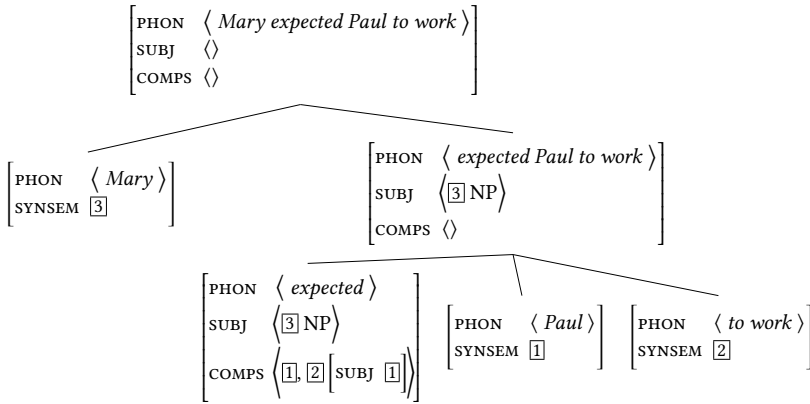 PHON ⟨ Mary expected Paul to work ⟩
SUBJ ⟨⟩
COMPS ⟨⟩
PHON ⟨ Mary ⟩
SYNSEM 3
PHON ⟨ expected Paul to work ⟩
SUBJ ⟨ 3 NP ⟩
COMPS ⟨⟩
PHON ⟨ expected ⟩
SUBJ ⟨ 3 NP ⟩
COMPS ⟨ 1, 2 [SUBJ 1] ⟩
PHON ⟨ Paul ⟩
SYNSEM 1
PHON ⟨ to work ⟩
SYNSEM 2